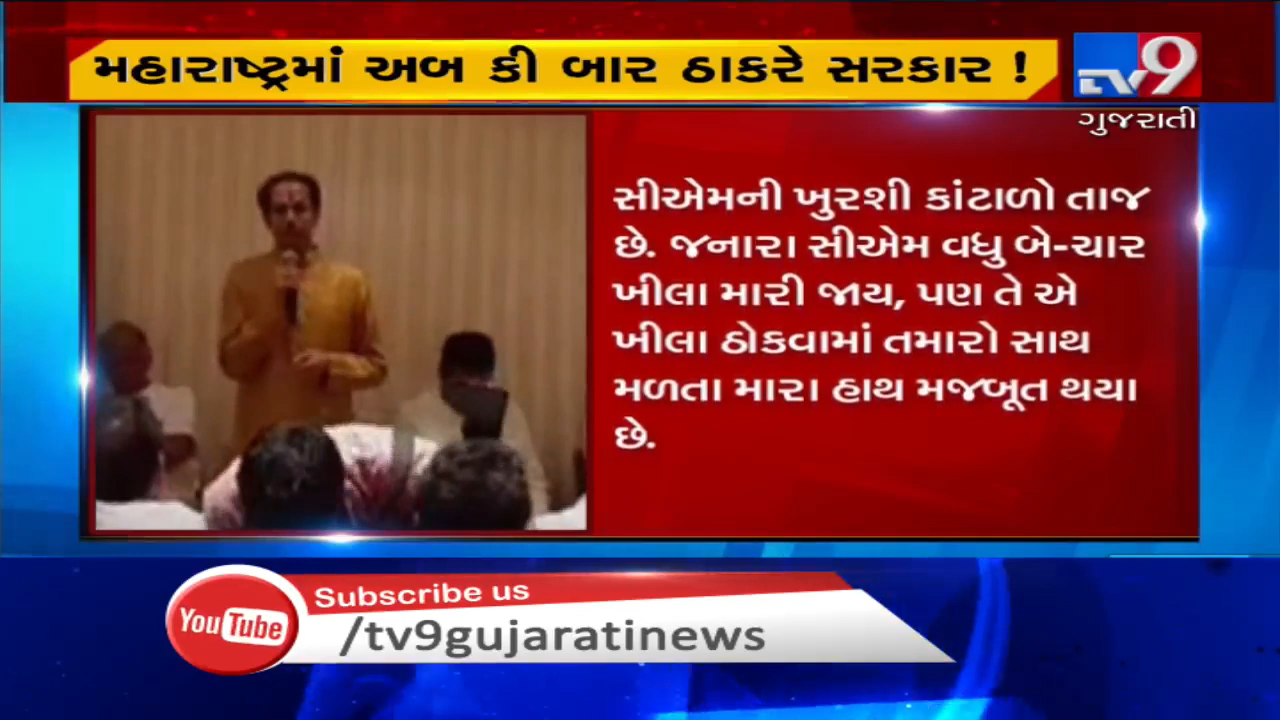 મહારાષ્ટ્રમાં અબ કી બાર ઠાકરે સરકાર !
TV9
ગુજરાતી
સીએમની ખુરશી કાંટાળો તાજ
છે. જનારા સીએમ વધુ બે-ચાર
ખીલા મારી જાય, પણ તે એ
ખીલા ઠોકવામાં તમારો સાથ
મળતા મારા હાથ મજબૂત થયા
છે.
Subscribe us
YouTube
/tv9gujaratinews